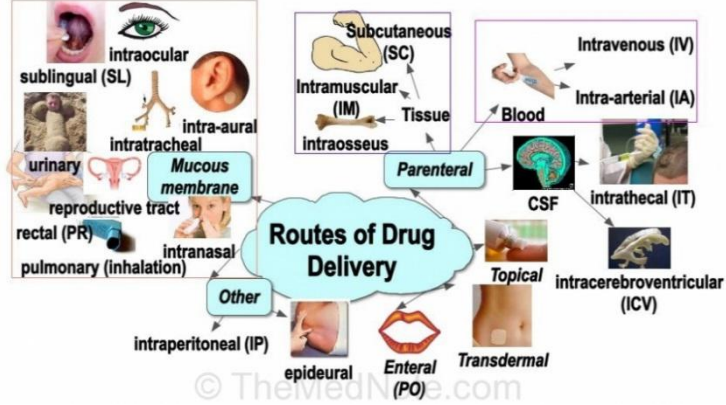 intraocular
sublingual (SL)
intra-aural
intratracheal
urinary
Mucous
membrane
reproductive tract
rectal (PR)
intranasal
pulmonary (inhalation)
Subcutaneous
(SC)
Intramuscular
(IM)
Tissue
intraosseus
Blood
Intravenous (IV)
Intra-arterial (IA)
Parenteral
CSF
intrathecal (IT)
intracerebroventricular
(ICV)
Routes of Drug
Delivery
Topical
Transdermal
Enteral
(PO)
Other
intraperitoneal (IP)
epideural
© TheMedNote.com